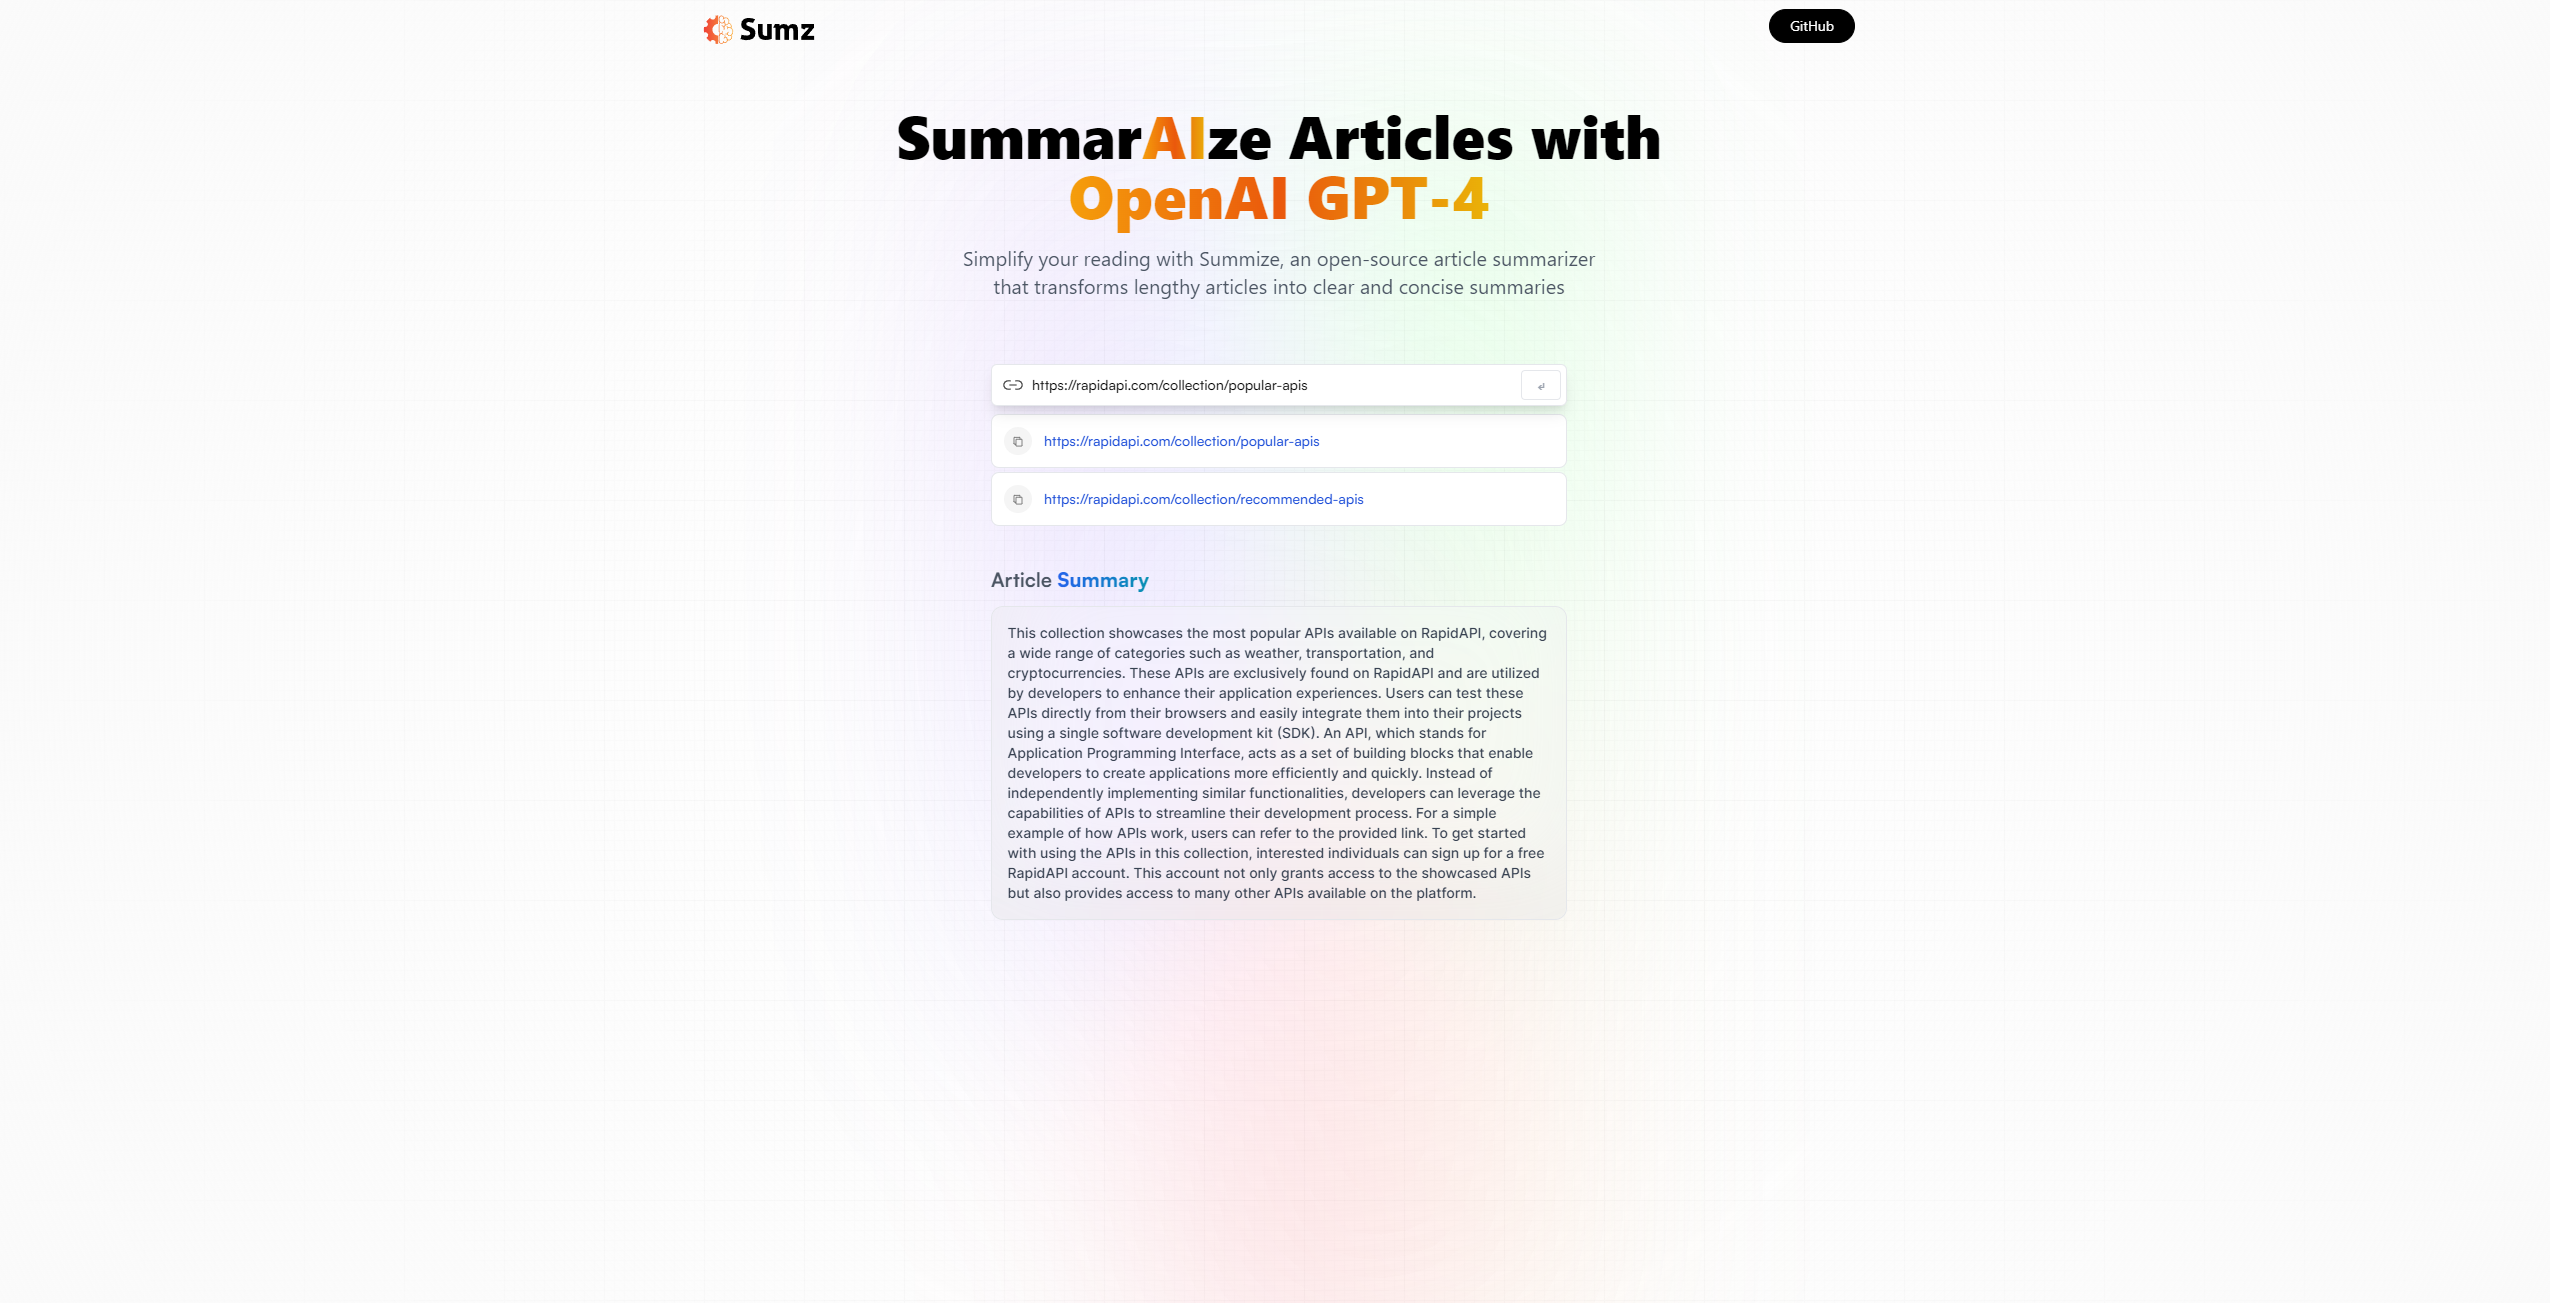 Sumz
GitHub
SummarAIze Articles with
OpenAI GPT-4
Simplify your reading with Summize, an open-source article summarizer
that transforms lengthy articles into clear and concise summaries
https://rapidapi.com/collection/popular-apis
https://rapidapi.com/collection/popular-apis
https://rapidapi.com/collection/recommended-apis
Article Summary
This collection showcases the most popular APIs available on RapidAPI, covering
a wide range of categories such as weather, transportation, and
cryptocurrencies. These APIs are exclusively found on RapidAPI and are utilized
by developers to enhance their application experiences. Users can test these
APIs directly from their browsers and easily integrate them into their projects
using a single software development kit (SDK). An API, which stands for
Application Programming Interface, acts as a set of building blocks that enable
developers to create applications more efficiently and quickly. Instead of
independently implementing similar functionalities, developers can leverage the
capabilities of APIs to streamline their development process. For a simple
example of how APIs work, users can refer to the provided link. To get started
with using the APIs in this collection, interested individuals can sign up for a free
RapidAPI account. This account not only grants access to the showcased APIs
but also provides access to many other APIs available on the platform.